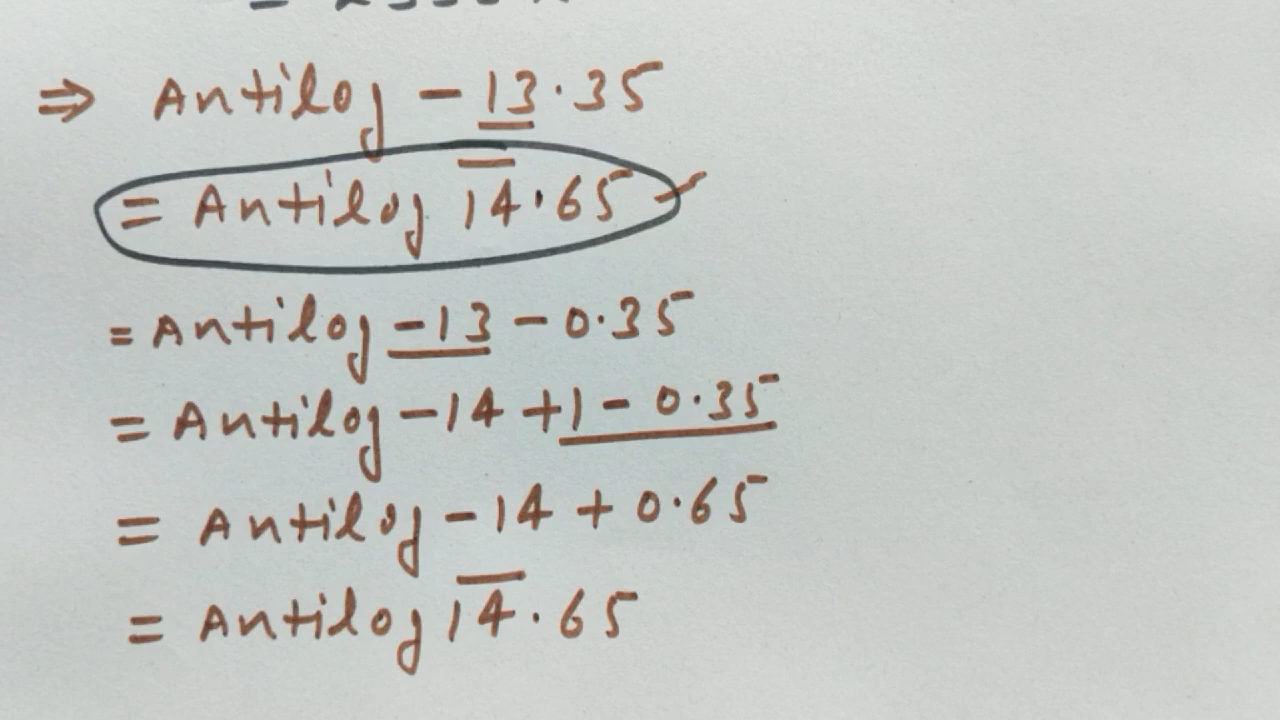 ⇒ Antilog - 13.35
= Antilog 1̅4̅.65
= Antilog - 13 - 0.35
= Antilog - 14 + 1 - 0.35
= Antilog - 14 + 0.65
= Antilog 1̅4̅.65